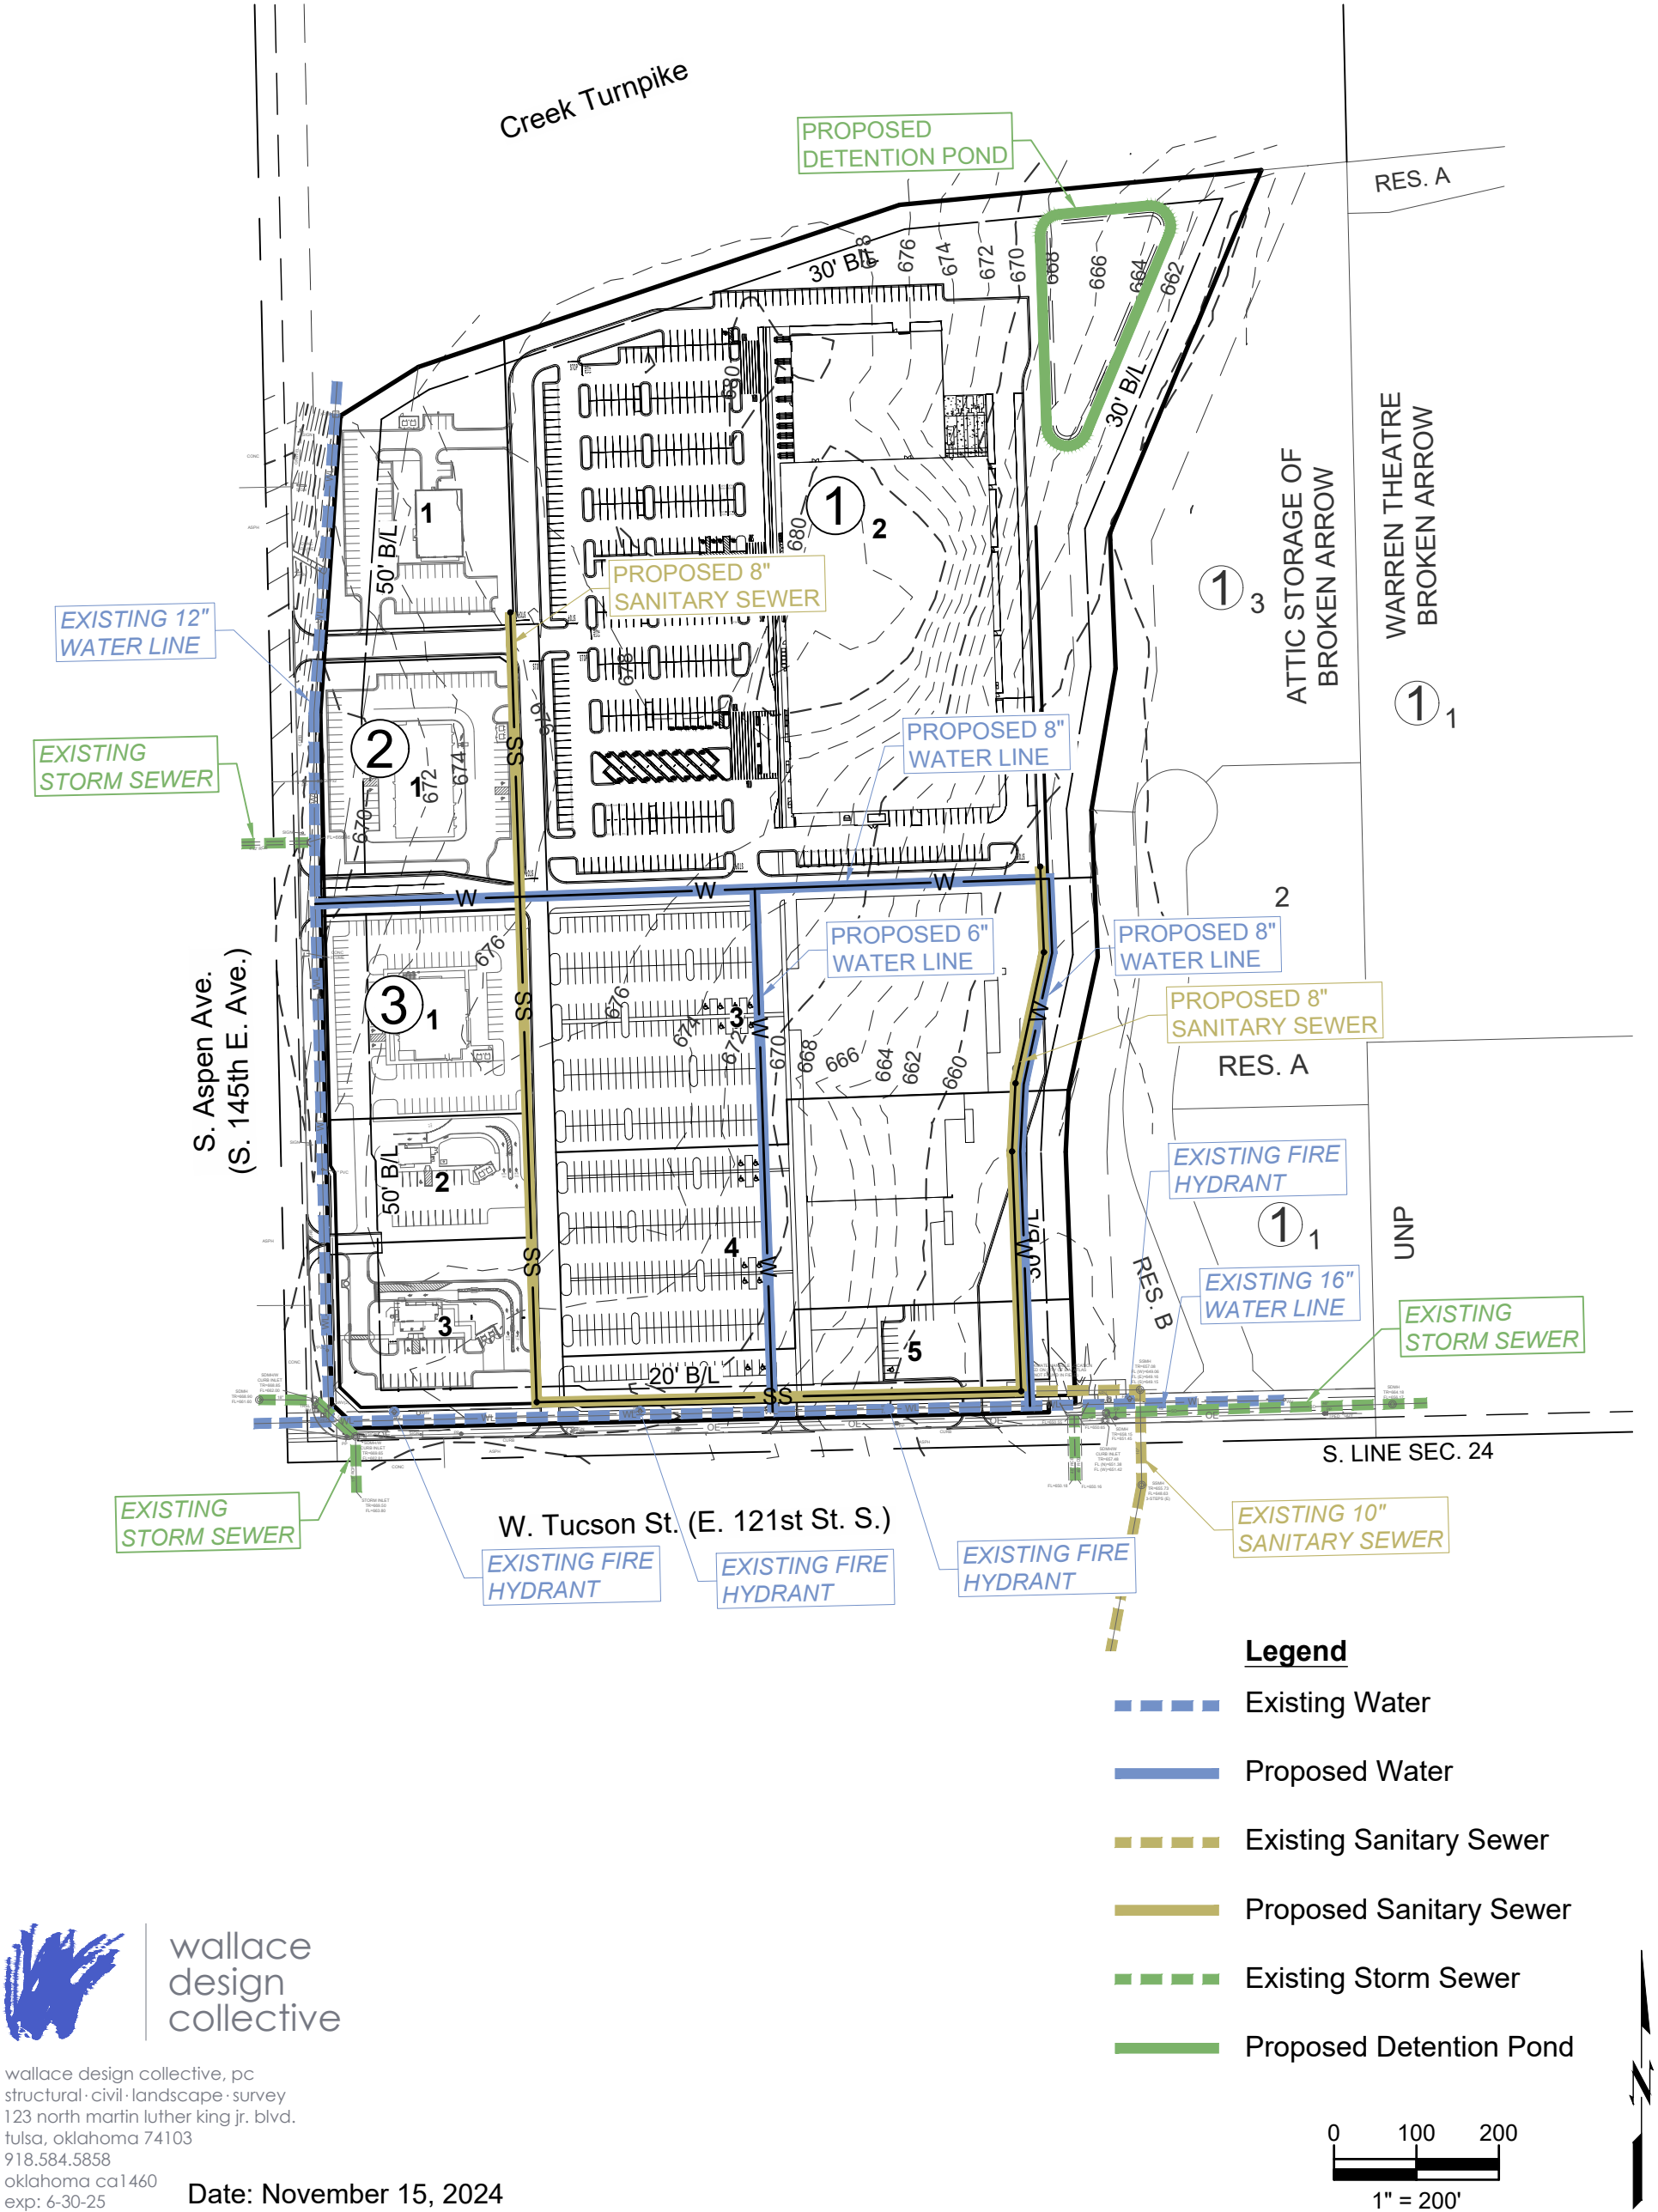 Creek Turnpike
PROPOSED
DETENTION POND
RES. A
30' B/L
678
676
674
672
670
668
666
664
662
30' B/L
680
1
50' B/L
1
2
680
PROPOSED 8"
SANITARY SEWER
EXISTING 12"
WATER LINE
ATTIC STORAGE OF
BROKEN ARROW
WARREN THEATRE
BROKEN ARROW
1
3
1
1
678
676
SS
PROPOSED 8"
WATER LINE
EXISTING
STORM SEWER
2
1
670
672
674
W
W
W
2
PROPOSED 6"
WATER LINE
PROPOSED 8"
WATER LINE
S. Aspen Ave.
(S. 145th E. Ave.)
3
1
676
SS
676
674
672
3
W
670
668
666
664
662
660
W
PROPOSED 8"
SANITARY SEWER
RES. A
50' B/L
2
EXISTING FIRE
HYDRANT
1
1
UNP
SS
4
W
W
30' B/L
RES. B
EXISTING 16"
WATER LINE
3
5
EXISTING
STORM SEWER
20' B/L
SS
S. LINE SEC. 24
EXISTING
STORM SEWER
W. Tucson St. (E. 121st St. S.)
EXISTING 10"
SANITARY SEWER
EXISTING FIRE
HYDRANT
EXISTING FIRE
HYDRANT
EXISTING FIRE
HYDRANT
Legend
Existing Water
Proposed Water
Existing Sanitary Sewer
Proposed Sanitary Sewer
Existing Storm Sewer
Proposed Detention Pond
wallace
design
collective
wallace design collective, pc
structural·civil·landscape·survey
123 north martin luther king jr. blvd.
tulsa, oklahoma 74103
918.584.5858
oklahoma ca1460
exp: 6-30-25
Date: November 15, 2024
N
0 100 200
1" = 200'